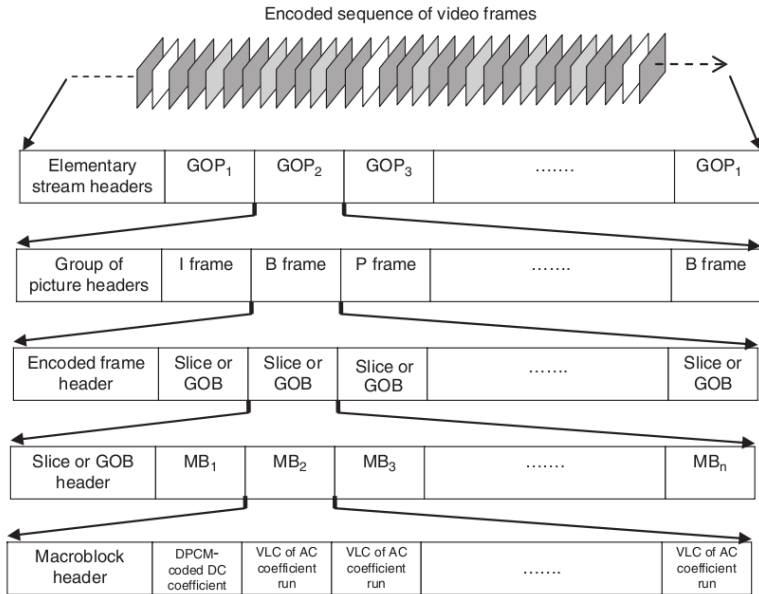 Encoded sequence of video frames
Elementary stream headers GOP₁ GOP₂ GOP₃ ....... GOP₁
Group of picture headers I frame B frame P frame ....... B frame
Encoded frame header Slice or GOB Slice or GOB Slice or GOB ....... Slice or GOB
Slice or GOB header MB₁ MB₂ MB₃ ....... MBₙ
Macroblock header DPCM-coded DC coefficient VLC of AC coefficient run VLC of AC coefficient run ....... VLC of AC coefficient run